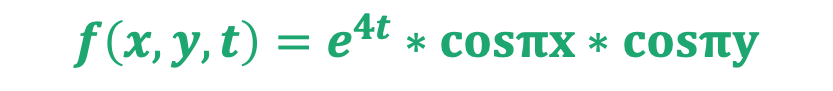 f(x, y, t) = e^{4t} * cosπx * cosπy